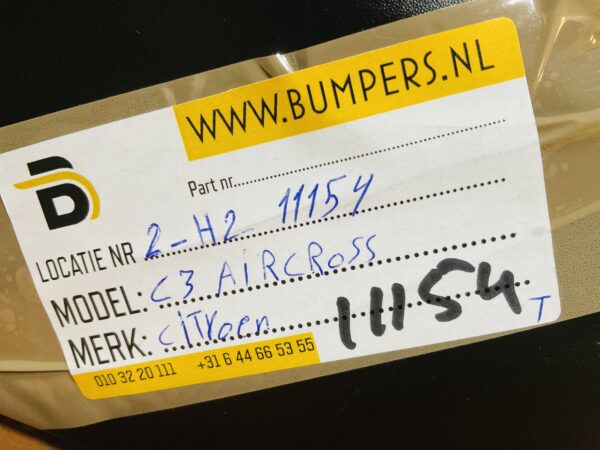 WWW.BUMPERS.NL
B
Part nr.
LOCATIE NR 2-H2 11154
MODEL: C3 AIRCROSS
MERK: CiTroen 11154 T
010 32 20 111 +31 6 44 66 53 55